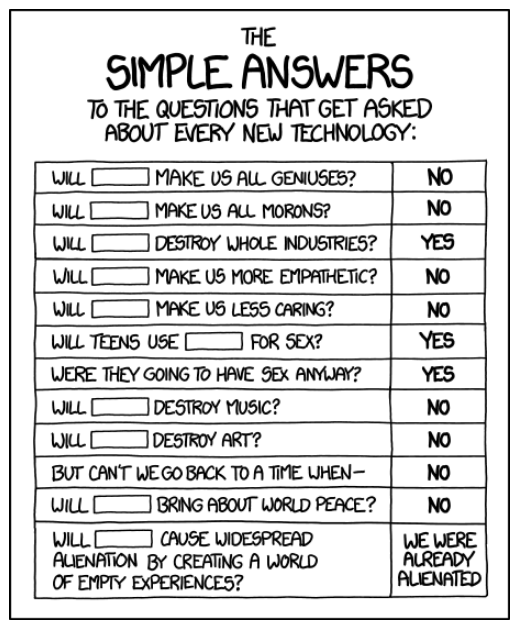 THE
SIMPLE ANSWERS
TO THE QUESTIONS THAT GET ASKED
ABOUT EVERY NEW TECHNOLOGY:
WILL MAKE US ALL GENIUSES? NO
WILL MAKE US ALL MORONS? NO
WILL DESTROY WHOLE INDUSTRIES? YES
WILL MAKE US MORE EMPATHETIC? NO
WILL MAKE US LESS CARING? NO
WILL TEENS USE FOR SEX? YES
WERE THEY GOING TO HAVE SEX ANYWAY? YES
WILL DESTROY MUSIC? NO
WILL DESTROY ART? NO
BUT CAN'T WE GO BACK TO A TIME WHEN— NO
WILL BRING ABOUT WORLD PEACE? NO
WILL CAUSE WIDESPREAD
ALIENATION BY CREATING A WORLD
OF EMPTY EXPERIENCES?
WE WERE
ALREADY
ALIENATED